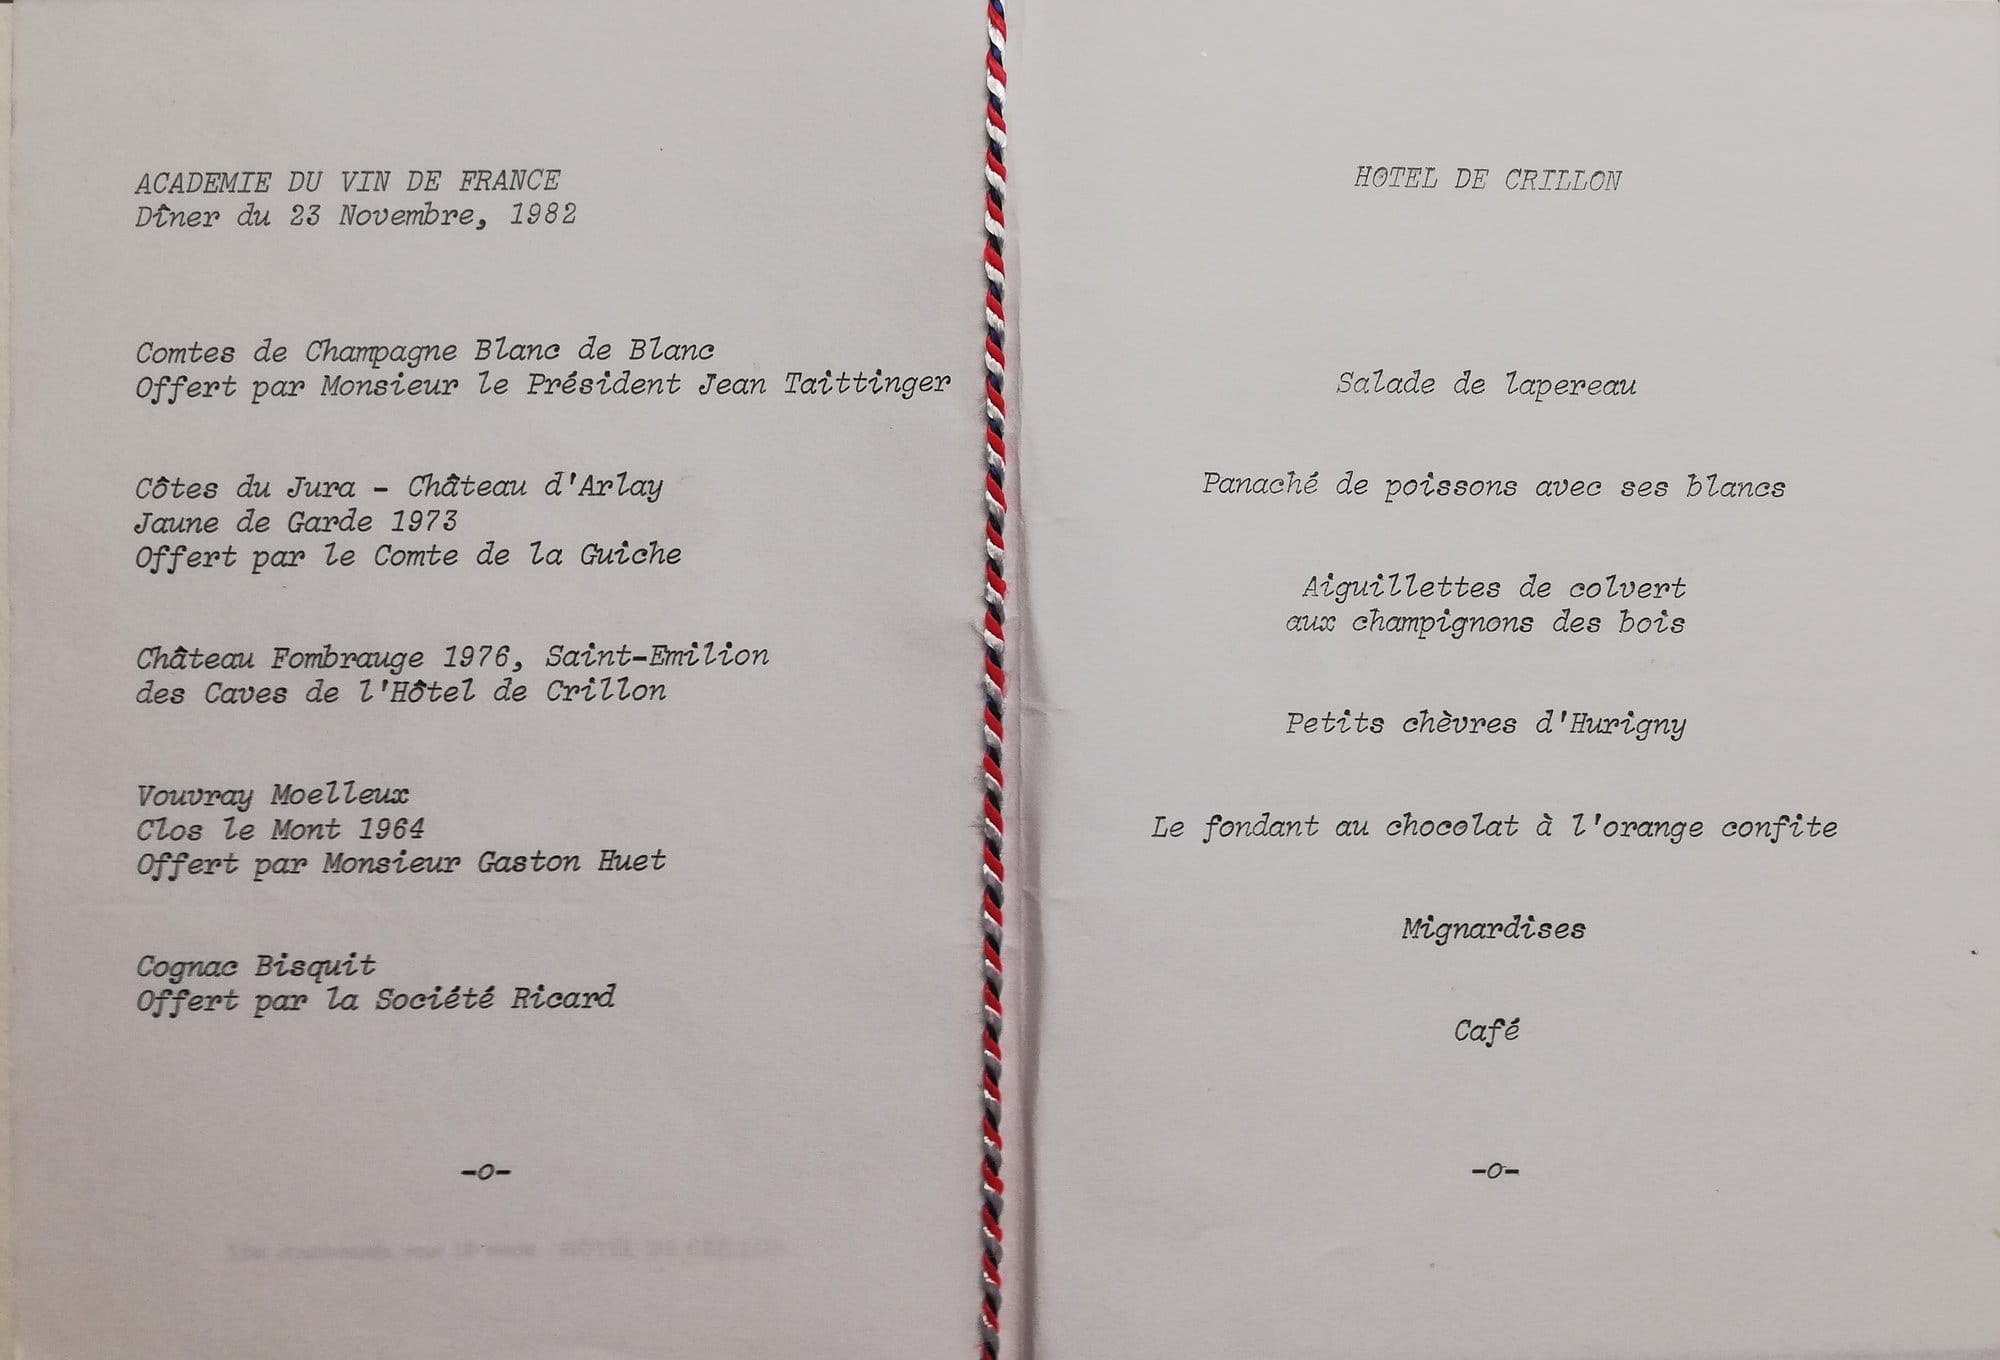 ACADEMIE DU VIN DE FRANCE
Dîner du 23 Novembre, 1982
Comtes de Champagne Blanc de Blanc
Offert par Monsieur le Président Jean Taittinger
Côtes du Jura - Château d'Arlay
Jaune de Garde 1973
Offert par le Comte de la Guiche
Château Fombrauge 1976, Saint-Emilion
des Caves de l'Hôtel de Crillon
Vouvray Moelleux
Clos le Mont 1964
Offert par Monsieur Gaston Huet
Cognac Bisquit
Offert par la Société Ricard
-o-
HOTEL DE CRILLON
Salade de lapereau
Panaché de poissons avec ses blancs
Aiguillettes de colvert
aux champignons des bois
Petits chèvres d'Hurigny
Le fondant au chocolat à l'orange confite
Mignardises
Café
-o-